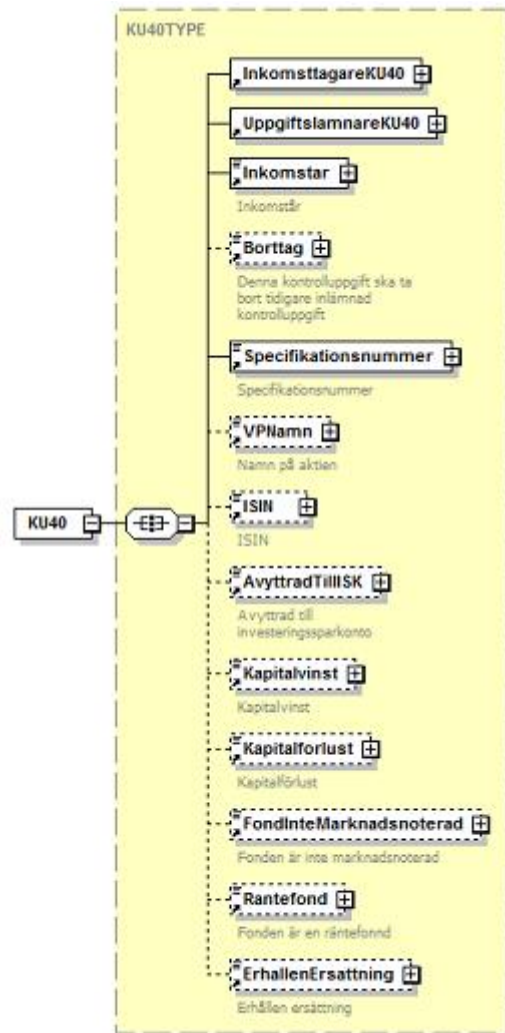 KU40TYPE
InkomsttagareKU40
UppgiftslamnareKU40
Inkomstar
Inkomstår
Borttag
Denna kontrolluppgift ska ta
bort tidigare inlämnad
kontrolluppgift
Specifikationsnummer
Specifikationsnummer
VPNamn
Namn på aktien
KU40
ISIN
ISIN
AvyttradTillISK
Avyttrad till
investeringssparkonto
Kapitalvinst
Kapitalvinst
Kapitalforlust
Kapitalförlust
FondInteMarknadsnoterad
Fonden är inte marknadsnoterad
Rantefond
Fonden är en räntefonnd
ErhallenErsattning
Erhållen ersättning